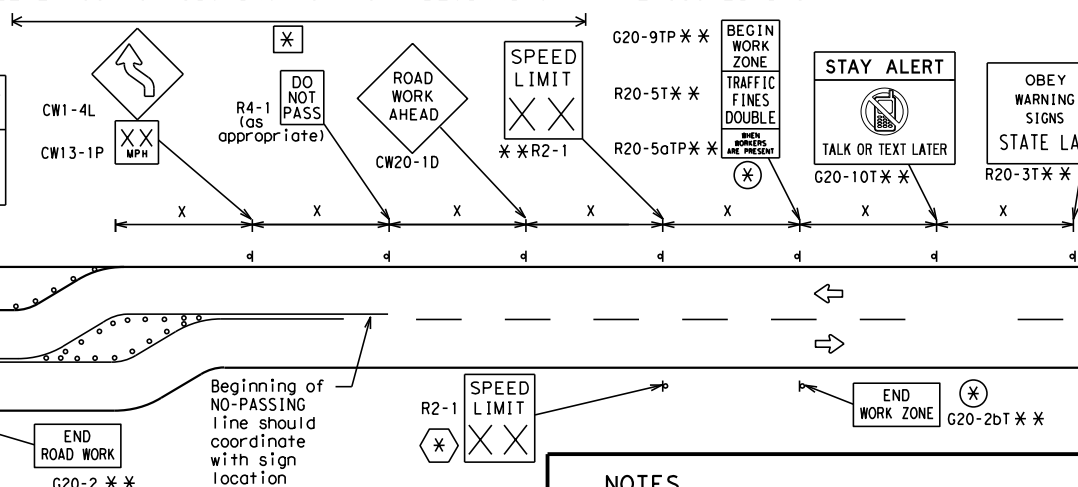 *
CW1-4L
XX
MPH
CW13-1P
R4-1
(as
appropriate)
DO
NOT
PASS
ROAD
WORK
AHEAD
CW20-1D
SPEED
LIMIT
XX
**R2-1
G20-9TP **
BEGIN
WORK
ZONE
R20-5T **
TRAFFIC
FINES
DOUBLE
R20-5aTP **
WHEN
WORKERS
ARE PRESENT
*
STAY ALERT
TALK OR TEXT LATER
G20-10T **
OBEY
WARNING
SIGNS
STATE LA
R20-3T **
X X X X X X X
Beginning of
NO-PASSING
line should
coordinate
with sign
location
R2-1
*
SPEED
LIMIT
XX
END
WORK ZONE
*
G20-2bT **
END
ROAD WORK
G20-2 **
NOTES